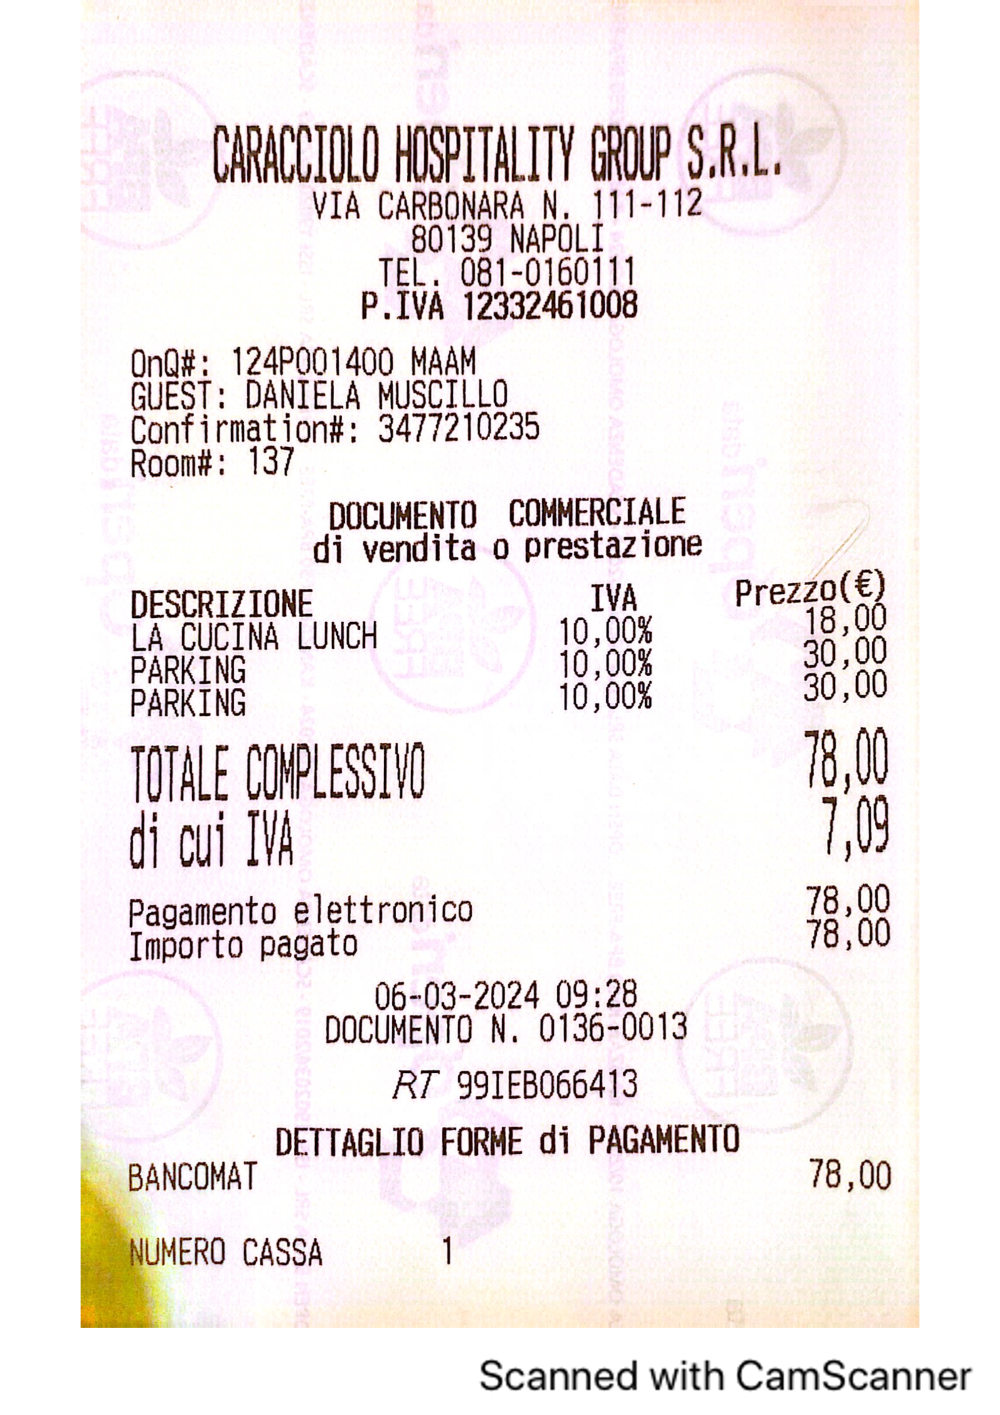 CARACCIOLO HOSPITALITY GROUP S.R.L.
VIA CARBONARA N. 111-112
80139 NAPOLI
TEL. 081-0160111
P.IVA 12332461008
OnQ#: 124P001400 MAAM
GUEST: DANIELA MUSCILLO
Confirmation#: 3477210235
Room#: 137
DOCUMENTO COMMERCIALE
di vendita o prestazione
DESCRIZIONE IVA Prezzo(€)
LA CUCINA LUNCH 10,00% 18,00
PARKING 10,00% 30,00
PARKING 10,00% 30,00
TOTALE COMPLESSIVO 78,00
di cui IVA 7,09
Pagamento elettronico 78,00
Importo pagato 78,00
06-03-2024 09:28
DOCUMENTO N. 0136-0013
RT 99IEB066413
DETTAGLIO FORME di PAGAMENTO
BANCOMAT 78,00
NUMERO CASSA 1
Scanned with CamScanner